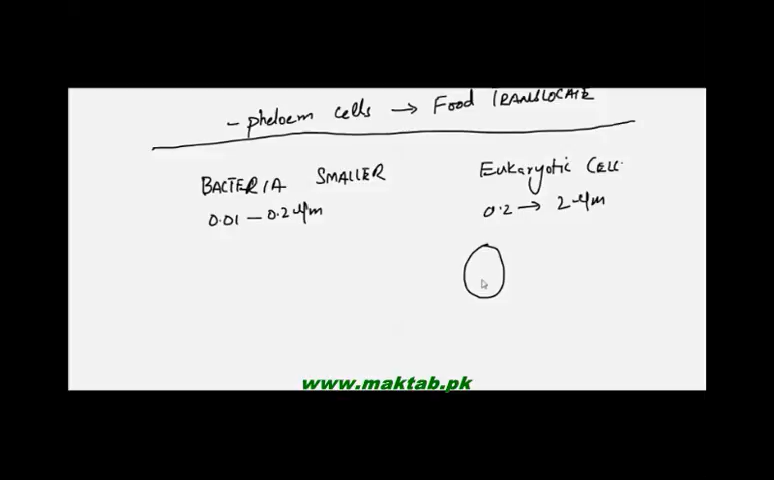 - pheloem cells → Food TRANSLOCATE
BACTERIA SMALLER
0.01 - 0.2 µm
Eukaryotic CELL
0.2 → 2 µm
www.maktab.pk